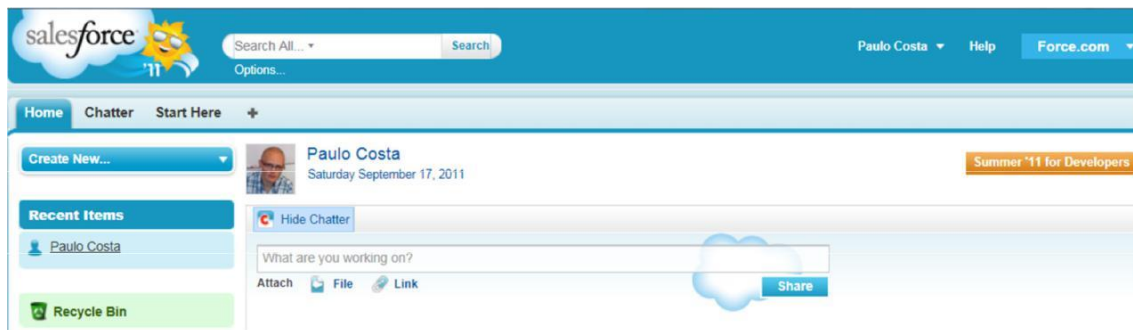 salesforce
'11
Search All...
Search
Options...
Paulo Costa
Help
Force.com
Home
Chatter
Start Here
+
Create New...
Paulo Costa
Saturday September 17, 2011
Summer '11 for Developers
Recent Items
Paulo Costa
Recycle Bin
Hide Chatter
What are you working on?
Attach
File
Link
Share